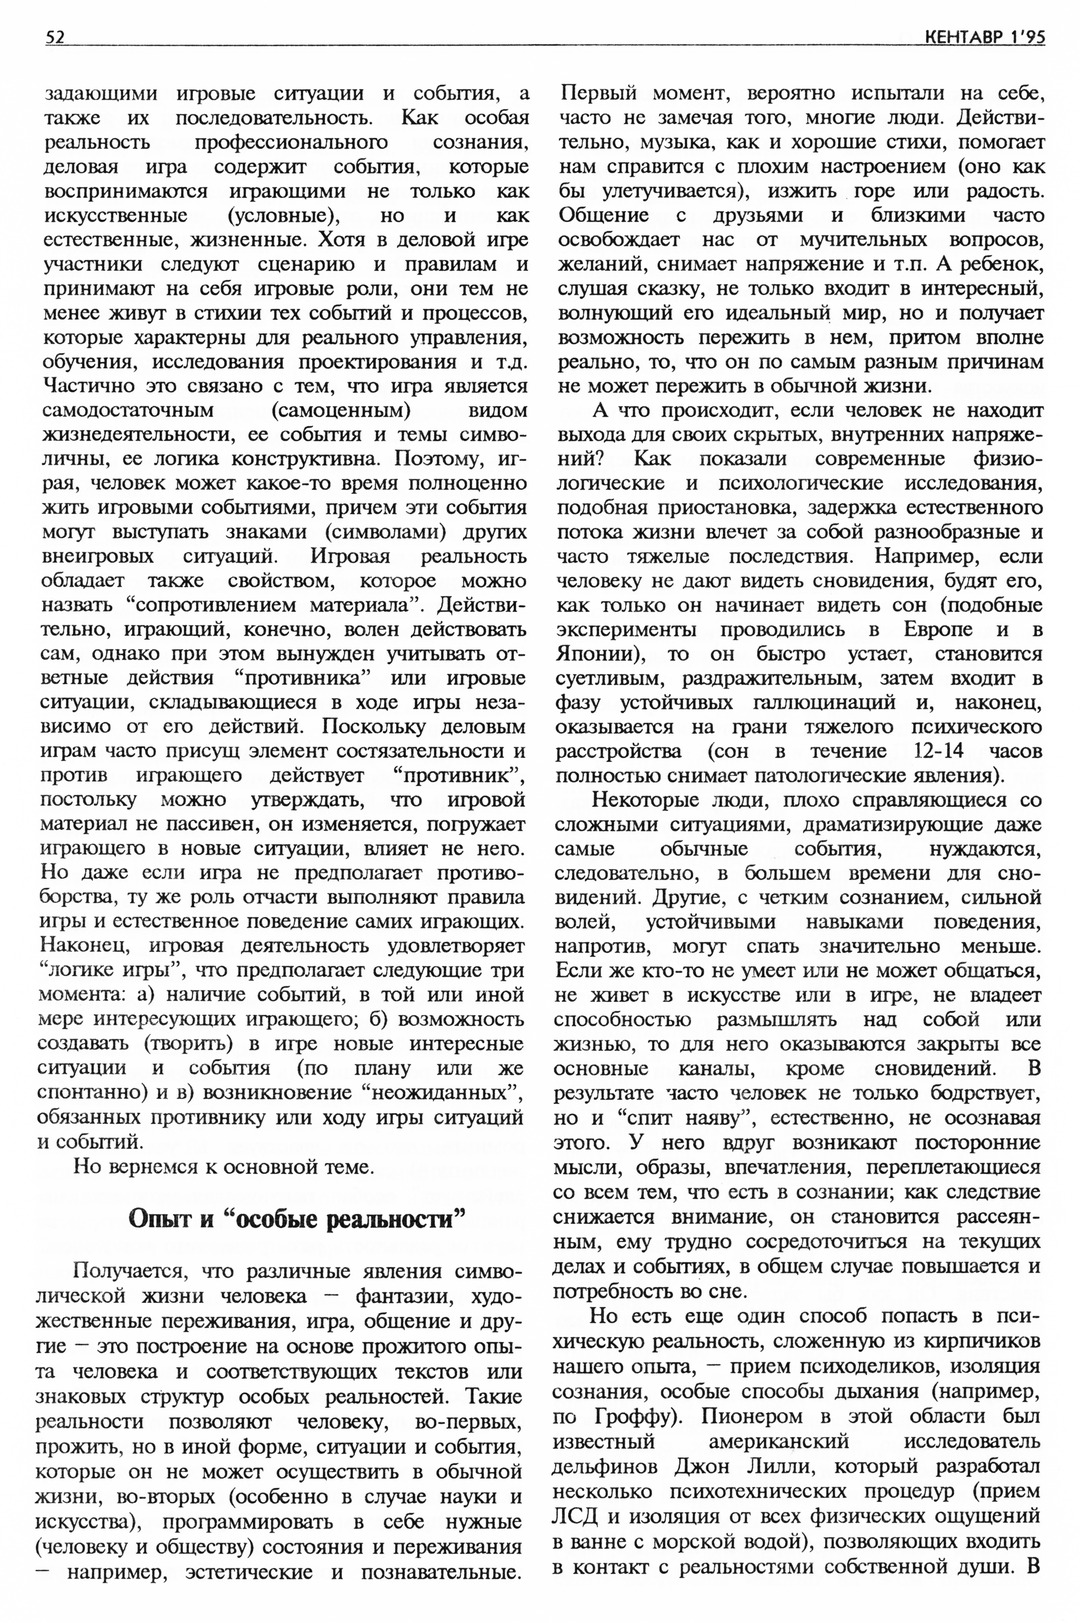 52
КЕНТАВР 1'95
задающими игровые ситуации и события, а
также их последовательность. Как особая
реальность профессионального сознания,
деловая игра содержит события, которые
воспринимаются играющими не только как
искусственные (условные), но и как
естественные, жизненные. Хотя в деловой игре
участники следуют сценарию и правилам и
принимают на себя игровые роли, они тем не
менее живут в стихии тех событий и процессов,
которые характерны для реального управления,
обучения, исследования проектирования и т.д.
Частично это связано с тем, что игра является
самодостаточным (самоценным) видом
жизнедеятельности, ее события и темы симво-
личны, ее логика конструктивна. Поэтому, иг-
рая, человек может какое-то время полноценно
жить игровыми событиями, причем эти события
могут выступать знаками (символами) других
внеигровых ситуаций. Игровая реальность
обладает также свойством, которое можно
назвать “сопротивлением материала”. Действи-
тельно, играющий, конечно, волен действовать
сам, однако при этом вынужден учитывать от-
ветные действия “противника” или игровые
ситуации, складывающиеся в ходе игры неза-
висимо от его действий. Поскольку деловым
играм часто присущ элемент состязательности и
против играющего действует “противник”,
постольку можно утверждать, что игровой
материал не пассивен, он изменяется, погружает
играющего в новые ситуации, влияет не него.
Но даже если игра не предполагает противо-
борства, ту же роль отчасти выполняют правила
игры и естественное поведение самих играющих.
Наконец, игровая деятельность удовлетворяет
“логике игры”, что предполагает следующие три
момента: а) наличие событий, в той или иной
мере интересующих играющего; б) возможность
создавать (творить) в игре новые интересные
ситуации и события (по плану или же
спонтанно) и в) возникновение “неожиданных”,
обязанных противнику или ходу игры ситуаций
и событий.
Но вернемся к основной теме.
Опыт и “особые реальности”
Получается, что различные явления симво-
лической жизни человека — фантазии, худо-
жественные переживания, игра, общение и дру-
гие — это построение на основе прожитого опы-
та человека и соответствующих текстов или
знаковых структур особых реальностей. Такие
реальности позволяют человеку, во-первых,
прожить, но в иной форме, ситуации и события,
которые он не может осуществить в обычной
жизни, во-вторых (особенно в случае науки и
искусства), программировать в себе нужные
(человеку и обществу) состояния и переживания
— например, эстетические и познавательные.
Первый момент, вероятно испытали на себе,
часто не замечая того, многие люди. Действи-
тельно, музыка, как и хорошие стихи, помогает
нам справится с плохим настроением (оно как
бы улетучивается), изжить горе или радость.
Общение с друзьями и близкими часто
освобождает нас от мучительных вопросов,
желаний, снимает напряжение и т.п. А ребенок,
слушая сказку, не только входит в интересный,
волнующий его идеальный мир, но и получает
возможность пережить в нем, притом вполне
реально, то, что он по самым разным причинам
не может пережить в обычной жизни.
А что происходит, если человек не находит
выхода для своих скрытых, внутренних напряже-
ний? Как показали современные физио-
логические и психологические исследования,
подобная приостановка, задержка естественного
потока жизни влечет за собой разнообразные и
часто тяжелые последствия. Например, если
человеку не дают видеть сновидения, будят его,
как только он начинает видеть сон (подобные
эксперименты проводились в Европе и в
Японии), то он быстро устает, становится
суетливым, раздражительным, затем входит в
фазу устойчивых галлюцинаций и, наконец,
оказывается на грани тяжелого психического
расстройства (сон в течение 12-14 часов
полностью снимает патологические явления).
Некоторые люди, плохо справляющиеся со
сложными ситуациями, драматизирующие даже
самые обычные события, нуждаются,
следовательно, в большем времени для сно-
видений. Другие, с четким сознанием, сильной
волей, устойчивыми навыками поведения,
напротив, могут спать значительно меньше.
Если же кто-то не умеет или не может общаться,
не живет в искусстве или в игре, не владеет
способностью размышлять над собой или
жизнью, то для него оказываются закрыты все
основные каналы, кроме сновидений. В
результате часто человек не только бодрствует,
но и “спит наяву”, естественно, не осознавая
этого. У него вдруг возникают посторонние
мысли, образы, впечатления, переплетающиеся
со всем тем, что есть в сознании; как следствие
снижается внимание, он становится рассеян-
ным, ему трудно сосредоточиться на текущих
делах и событиях, в общем случае повышается и
потребность во сне.
Но есть еще один способ попасть в пси-
хическую реальность, сложенную из кирпичиков
нашего опыта, — прием психоделиков, изоляция
сознания, особые способы дыхания (например,
по Гроффу). Пионером в этой области был
известный американский исследователь
дельфинов Джон Лилли, который разработал
несколько психотехнических процедур (прием
ЛСД и изоляция от всех физических ощущений
в ванне с морской водой), позволяющих входить
в контакт с реальностями собственной души. В